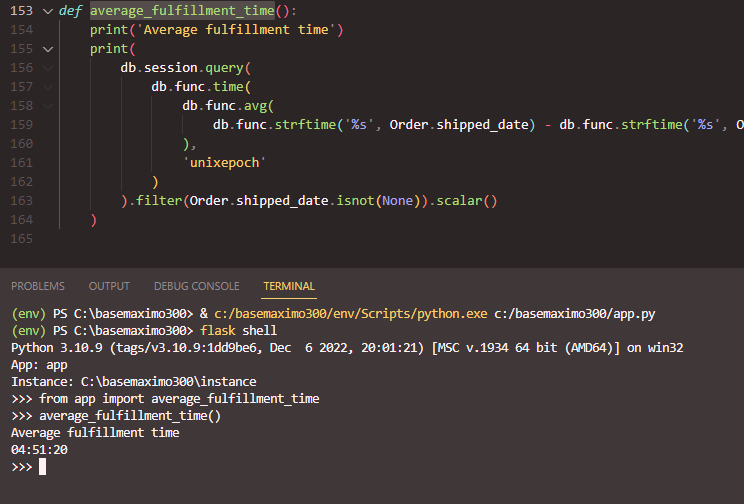 153 def average_fulfillment_time():
154 print('Average fulfillment time')
155 print(
156 db.session.query(
157 db.func.time(
158 db.func.avg(
159 db.func.strftime('%s', Order.shipped_date) - db.func.strftime('%s', O
160 ),
161 'unixepoch'
162 )
163 ).filter(Order.shipped_date.isnot(None)).scalar()
164 )
165
PROBLEMS OUTPUT DEBUG CONSOLE TERMINAL
(env) PS C:\basemaximo300> & c:/basemaximo300/env/Scripts/python.exe c:/basemaximo300/app.py
(env) PS C:\basemaximo300> flask shell
Python 3.10.9 (tags/v3.10.9:1dd9be6, Dec  6 2022, 20:01:21) [MSC v.1934 64 bit (AMD64)] on win32
App: app
Instance: C:\basemaximo300\instance
>>> from app import average_fulfillment_time
>>> average_fulfillment_time()
Average fulfillment time
04:51:20
>>>